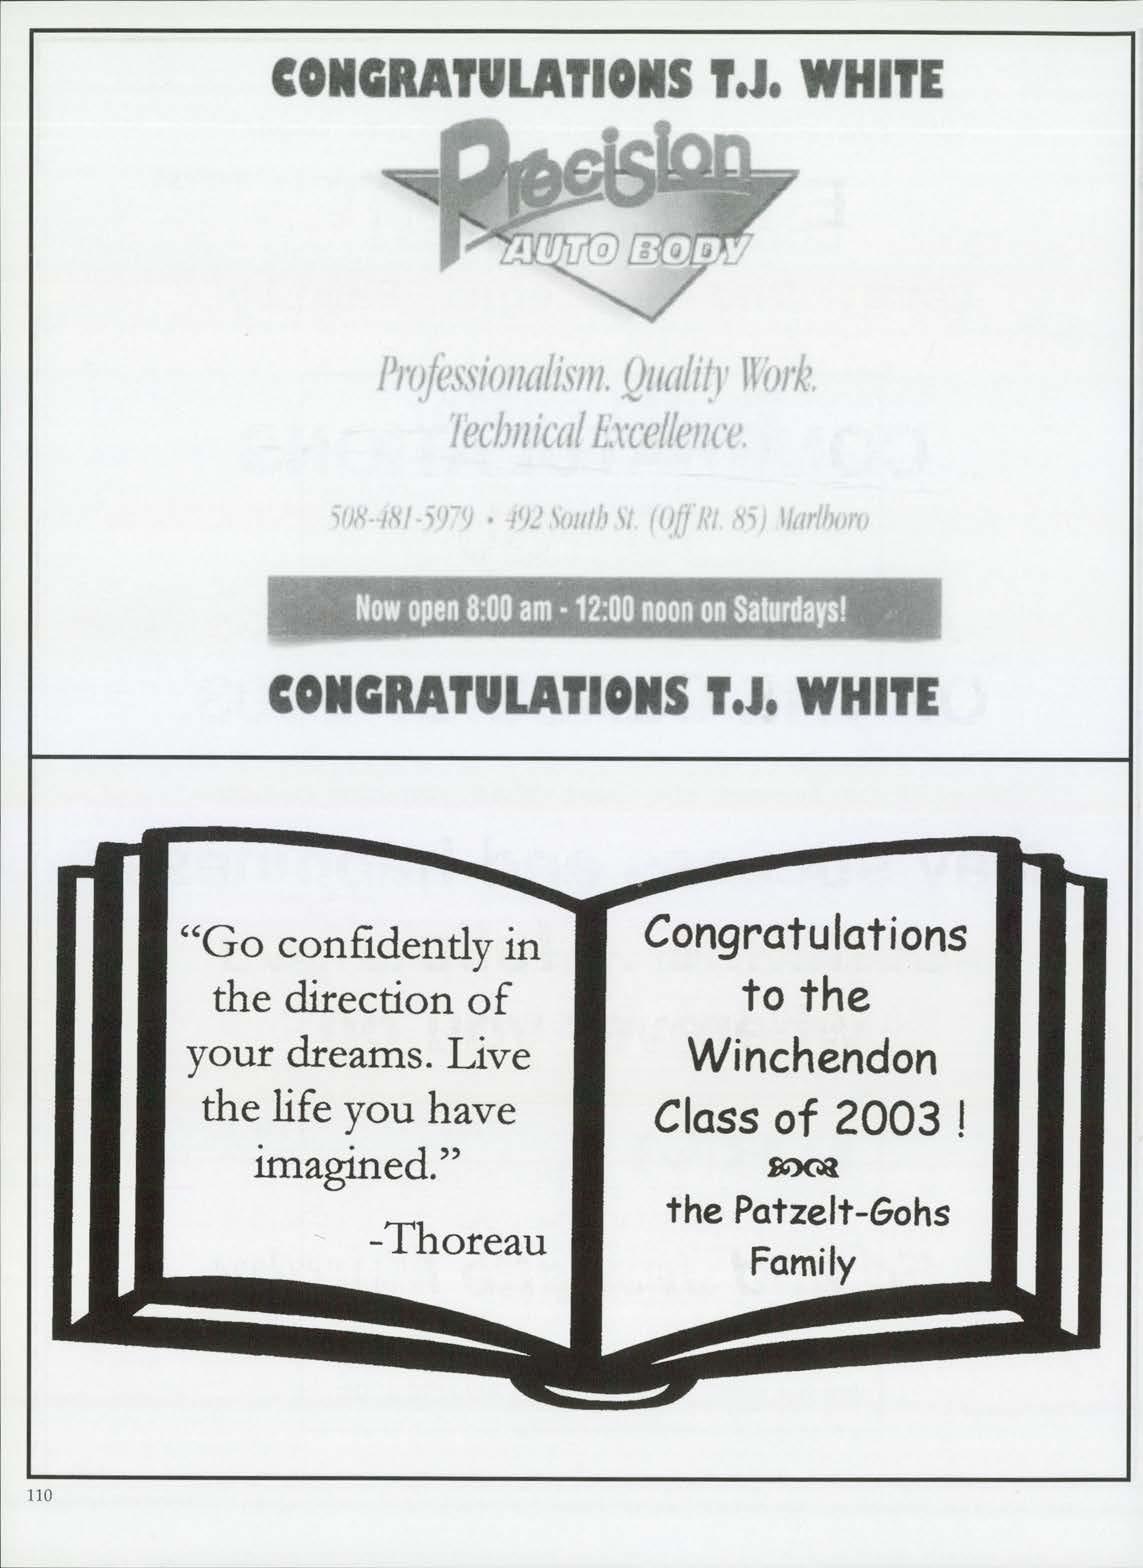 CONGRATULATIONS T.J. WHITE
Precision
AUTO BODY
Professionalism. Quality Work.
Technical Excellence.
508-481-5979 • 492 South St. (Off Rt. 85) Marlboro
Now open 8:00 am - 12:00 noon on Saturdays!
CONGRATULATIONS T.J. WHITE
“Go confidently in
the direction of
your dreams. Live
the life you have
imagined.”
-Thoreau
Congratulations
to the
Winchendon
Class of 2003 !
the Patzelt-Gohs
Family
110